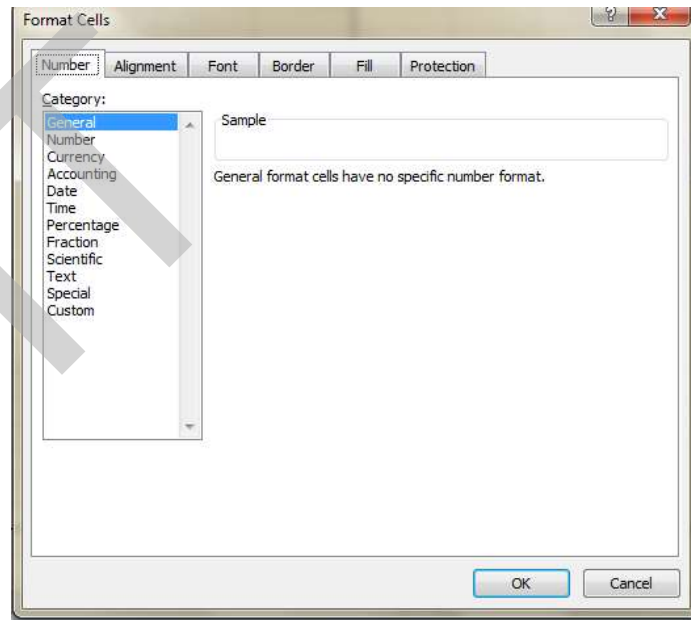 Format Cells
Number Alignment Font Border Fill Protection
Category:
General
Number
Currency
Accounting
Date
Time
Percentage
Fraction
Scientific
Text
Special
Custom
Sample
General format cells have no specific number format.
OK Cancel